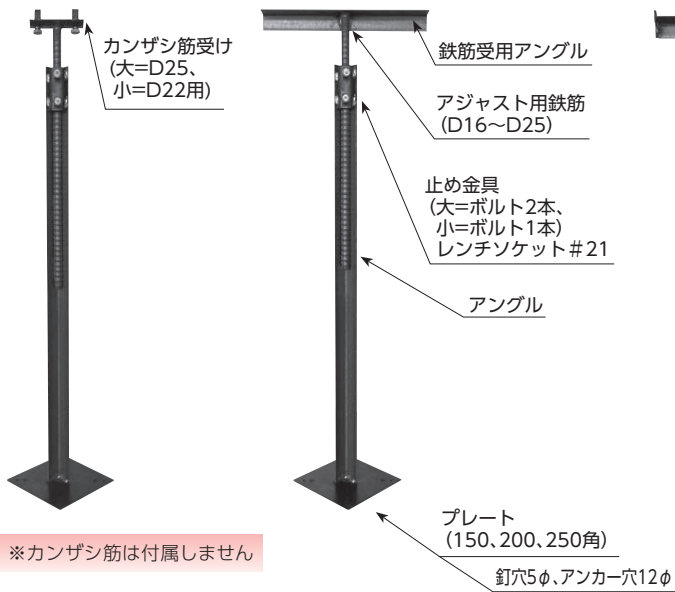 カンザシ筋受け
(大=D25、
小=D22用)
鉄筋受用アングル
アジャスト用鉄筋
(D16〜D25)
止め金具
(大=ボルト2本、
小=ボルト1本)
レンチソケット#21
アングル
プレート
(150、200、250角)
釘穴5φ、アンカー穴12φ
※カンザシ筋は付属しません